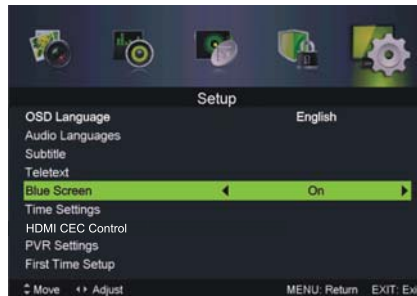 Setup
OSD Language English
Audio Languages
Subtitle
Teletext
Blue Screen On
Time Settings
HDMI CEC Control
PVR Settings
First Time Setup
Move Adjust MENU: Return EXIT: Exi